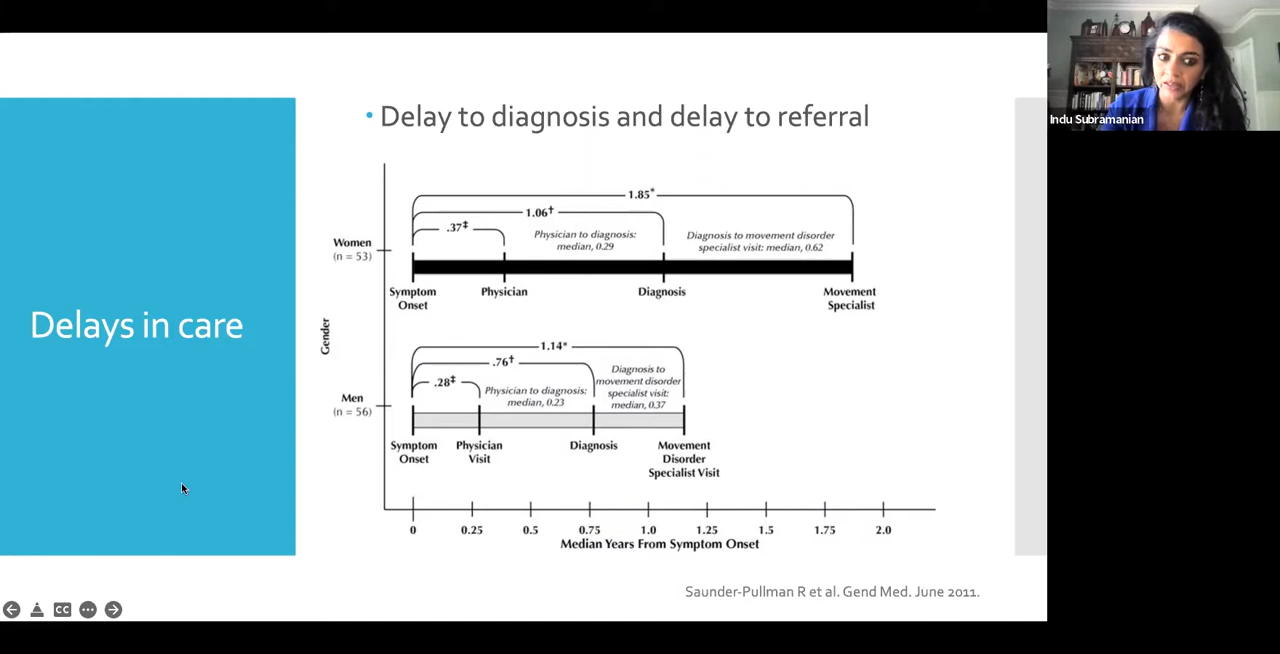 Delay to diagnosis and delay to referral
Delays in care
Gender
Women
(n = 53)
1.85*
1.06†
.37‡
Physician to diagnosis:
median, 0.29
Diagnosis to movement disorder
specialist visit: median, 0.62
Symptom
Onset
Physician
Diagnosis
Movement
Specialist
Men
(n = 56)
1.14*
.76†
.28‡
Physician to diagnosis:
median, 0.23
Diagnosis to
movement disorder
specialist visit:
median, 0.37
Symptom
Onset
Physician
Visit
Diagnosis
Movement
Disorder
Specialist Visit
0 0.25 0.5 0.75 1.0 1.25 1.5 1.75 2.0
Median Years From Symptom Onset
Saunder-Pullman R et al. Gend Med. June 2011.
CC
Indu Subramanian